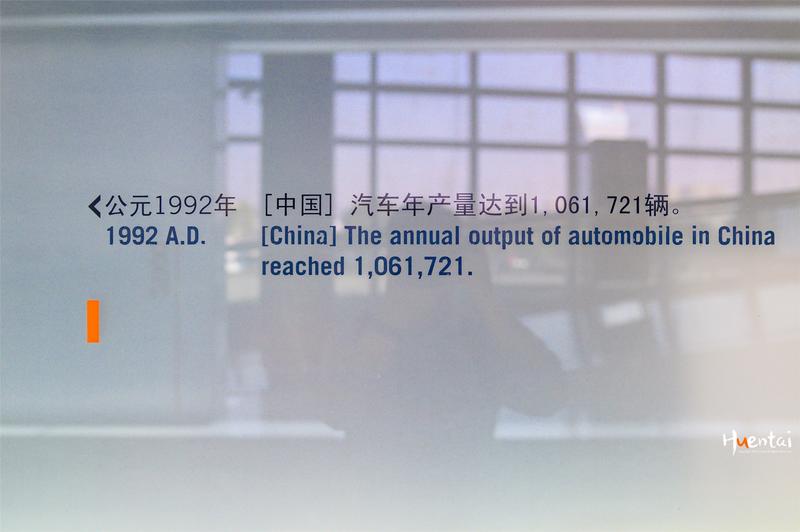 公元1992年 [中国] 汽车年产量达到1,061,721辆。
1992 A.D. [China] The annual output of automobile in China
reached 1,061,721.
Huentai